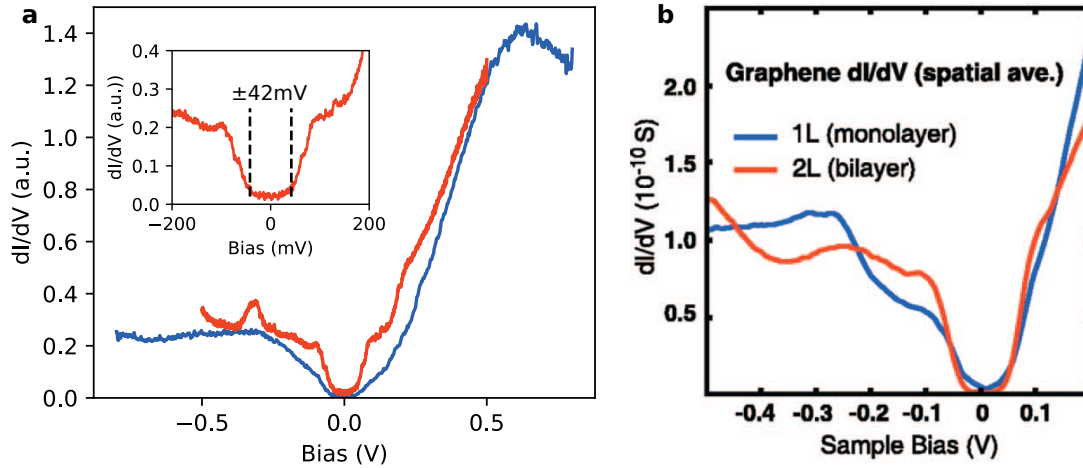 a
1.4
1.2
1.0
0.8
0.6
0.4
0.2
0.0
dI/dV (a.u.)
−0.5
0.0
0.5
Bias (V)
0.4
0.3
0.2
0.1
0.0
dI/dV (a.u.)
±42mV
−200
0
200
Bias (mV)
b
2.0
1.5
1.0
0.5
dI/dV (10⁻¹⁰ S)
Graphene dI/dV (spatial ave.)
1L (monolayer)
2L (bilayer)
-0.4
-0.3
-0.2
-0.1
0
0.1
Sample Bias (V)